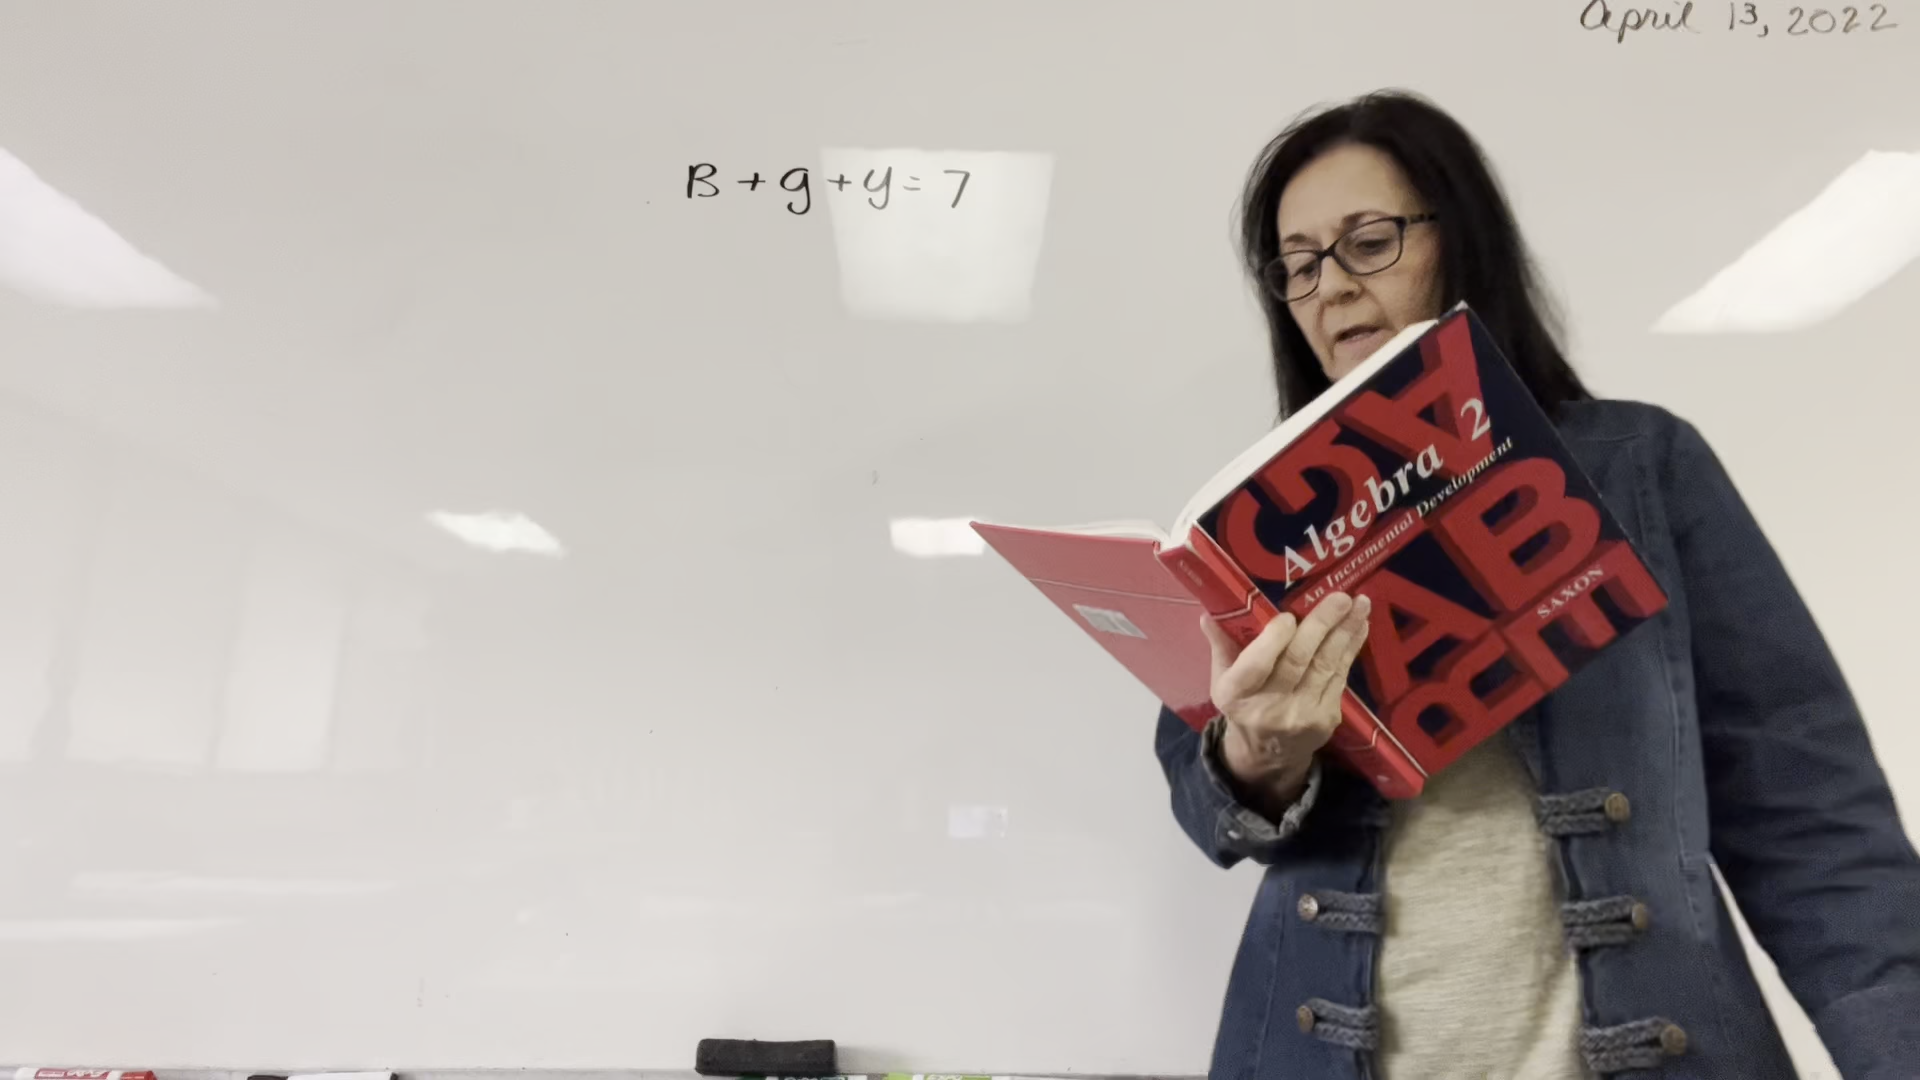 April 13, 2022
B + g + y = 7
Algebra 2
An Incremental Development
SAXON